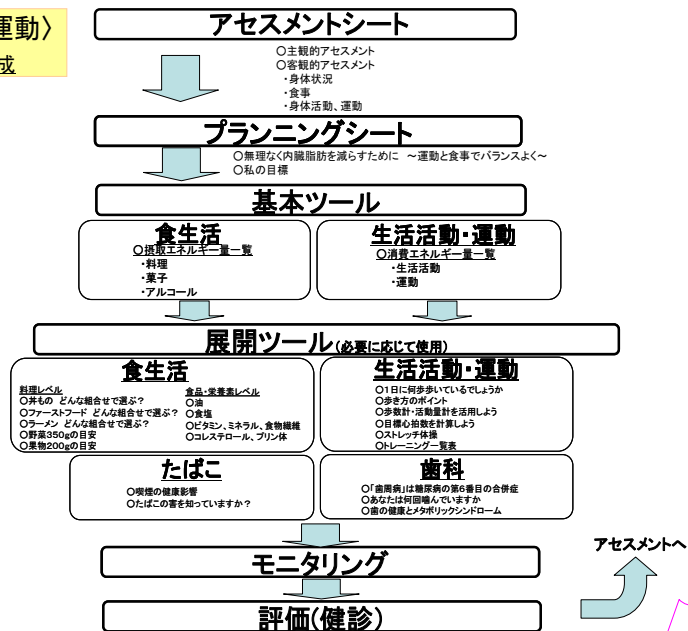 運動〉
成
アセスメントシート
○主観的アセスメント
○客観的アセスメント
・身体状況
・食事
・身体活動、運動
プランニングシート
○無理なく内臓脂肪を減らすために ～運動と食事でバランスよく～
○私の目標
基本ツール
食生活
○摂取エネルギー量一覧
・料理
・菓子
・アルコール
生活活動・運動
○消費エネルギー量一覧
・生活活動
・運動
展開ツール(必要に応じて使用)
食生活
料理レベル
○丼もの どんな組合せで選ぶ?
○ファーストフード どんな組合せで選ぶ?
○ラーメン どんな組合せで選ぶ?
○野菜350gの目安
○果物200gの目安
食品・栄養素レベル
○油
○食塩
○ビタミン、ミネラル、食物繊維
○コレステロール、プリン体
生活活動・運動
○1日に何歩歩いているでしょうか
○歩き方のポイント
○歩数計・活動量計を活用しよう
○目標心拍数を計算しよう
○ストレッチ体操
○トレーニング一覧表
たばこ
○喫煙の健康影響
○たばこの害を知っていますか?
歯科
○「歯周病」は糖尿病の第6番目の合併症
○あなたは何回噛んでいますか
○歯の健康とメタボリックシンドローム
モニタリング
評価(健診)
アセスメントへ